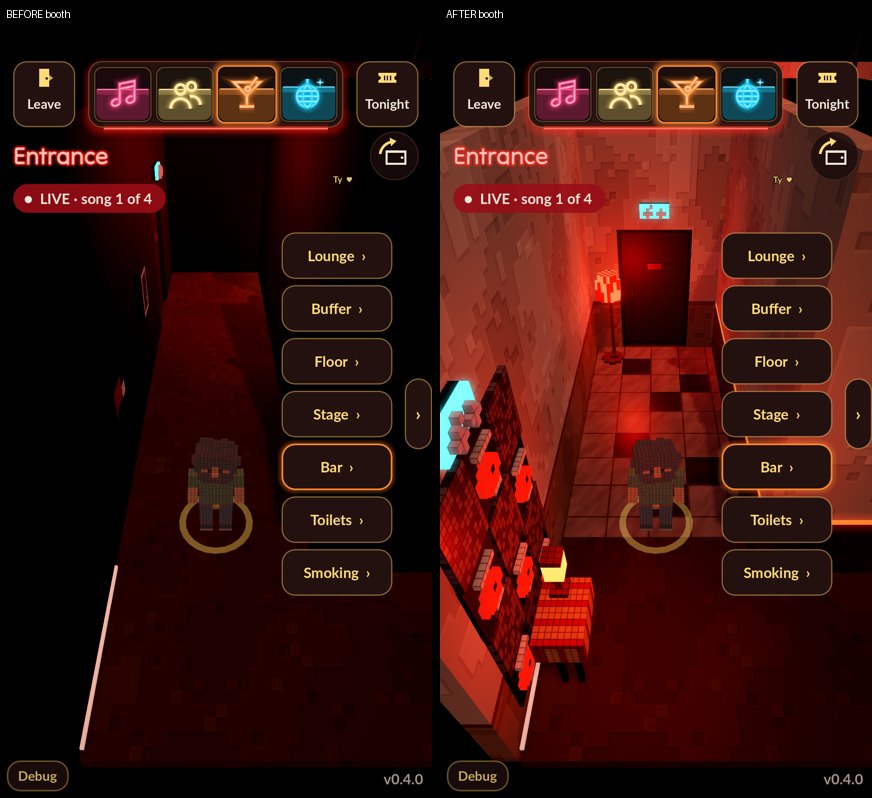 BEFORE booth
Leave
Tonight
Entrance
LIVE · song 1 of 4
Ty ♥
Lounge ›
Buffer ›
Floor ›
Stage ›
›
Bar ›
Toilets ›
Smoking ›
Debug
v0.4.0
AFTER booth
Leave
Tonight
Entrance
LIVE · song 1 of 4
Ty ♥
Lounge ›
Buffer ›
Floor ›
Stage ›
›
Bar ›
Toilets ›
Smoking ›
Debug
v0.4.0